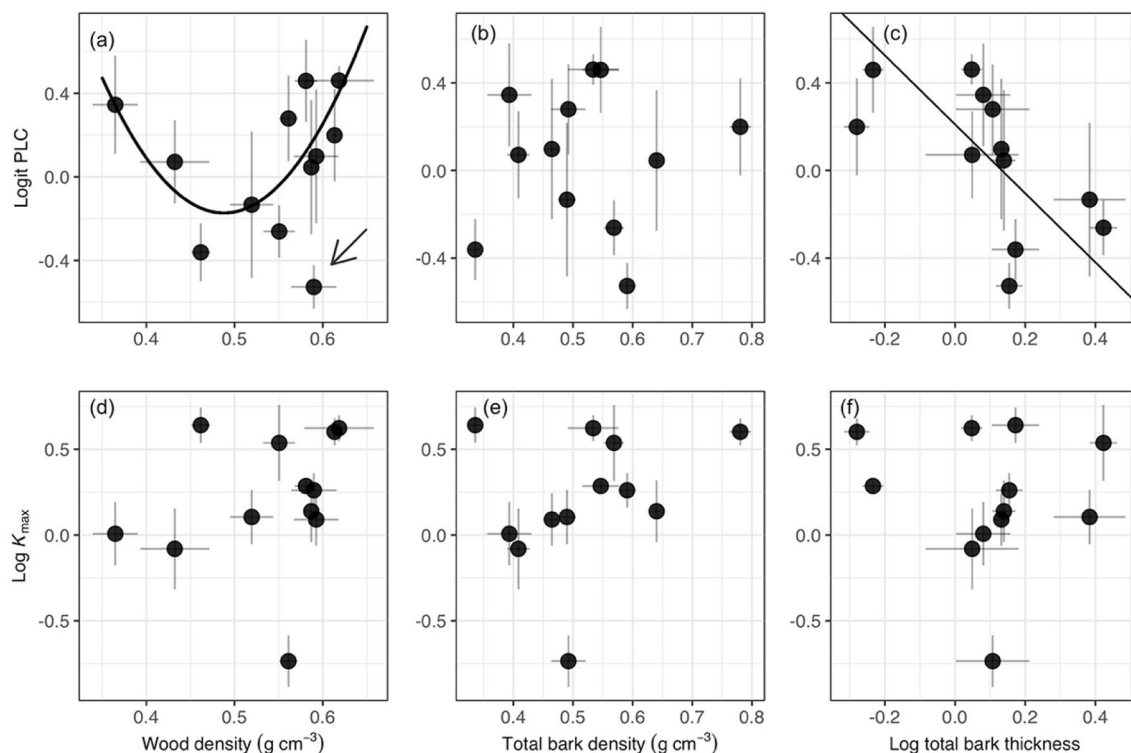 (a)
(b)
(c)
Logit PLC
0.4
0.0
-0.4
0.4
0.0
-0.4
0.4
0.0
-0.4
0.4 0.5 0.6
0.4 0.5 0.6 0.7 0.8
-0.2 0.0 0.2 0.4
(d)
(e)
(f)
Log Kmax
0.5
0.0
-0.5
0.5
0.0
-0.5
0.5
0.0
-0.5
0.4 0.5 0.6
0.4 0.5 0.6 0.7 0.8
-0.2 0.0 0.2 0.4
Wood density (g cm⁻³)
Total bark density (g cm⁻³)
Log total bark thickness